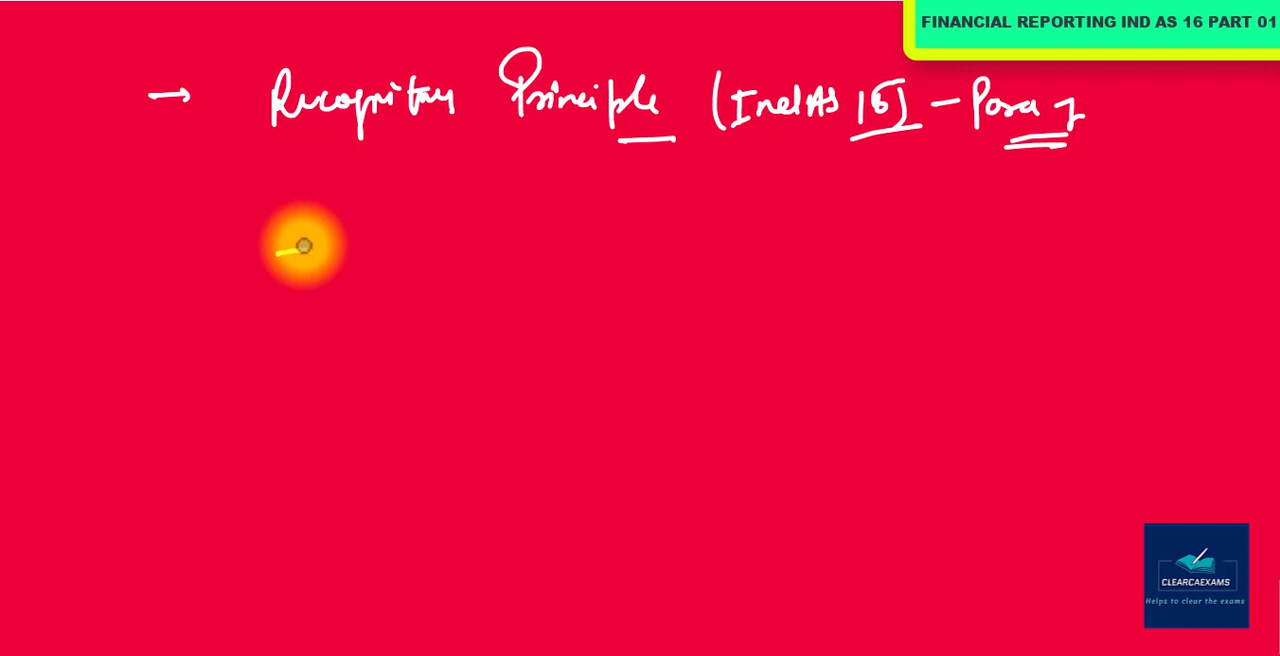 FINANCIAL REPORTING IND AS 16 PART 01
→ Recognition Principle (Ind AS 16) - Para 7
CLEARCAEXAMS
Helps to clear the exams